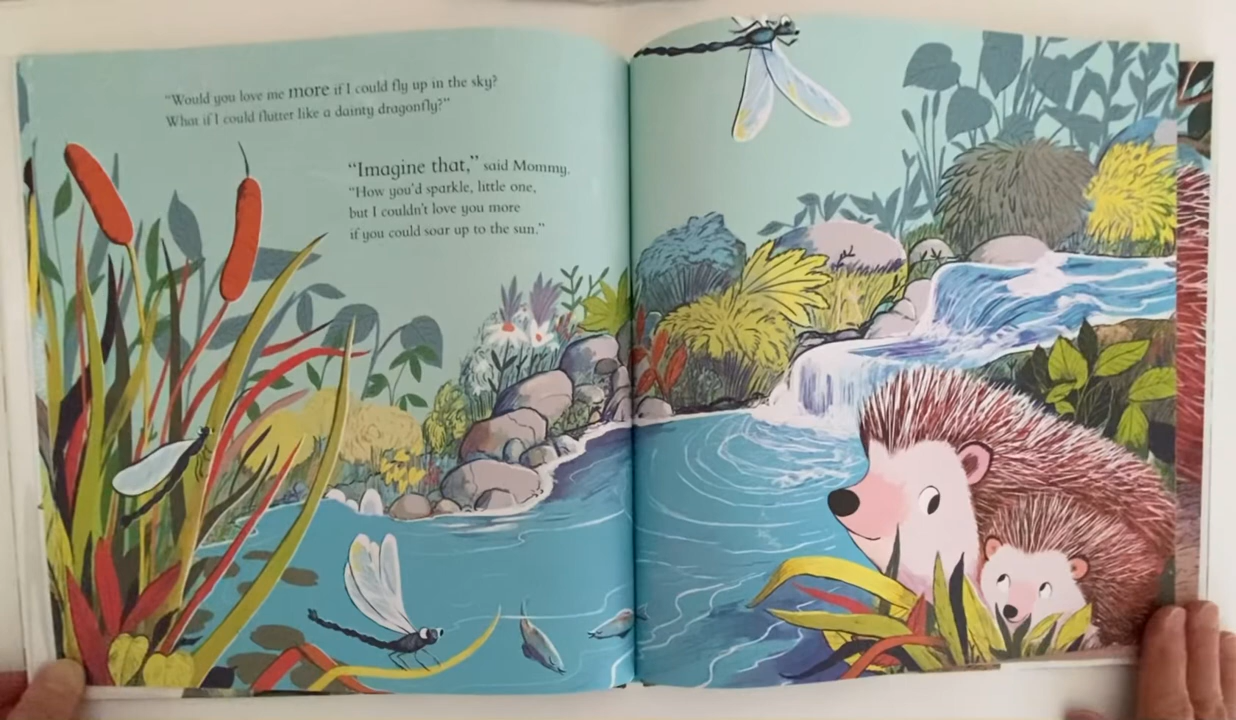 “Would you love me more if I could fly up in the sky?
What if I could flutter like a dainty dragonfly?”
“Imagine that,” said Mommy.
“How you’d sparkle, little one,
but I couldn’t love you more
if you could soar up to the sun.”